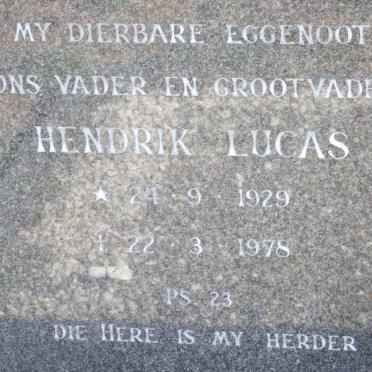 MY DIERBARE EGGENOOT
ONS VADER EN GROOTVADER
HENDRIK LUCAS
★ 24 · 9 · 1929
† 22 · 3 · 1978
PS. 23
DIE HERE IS MY HERDER